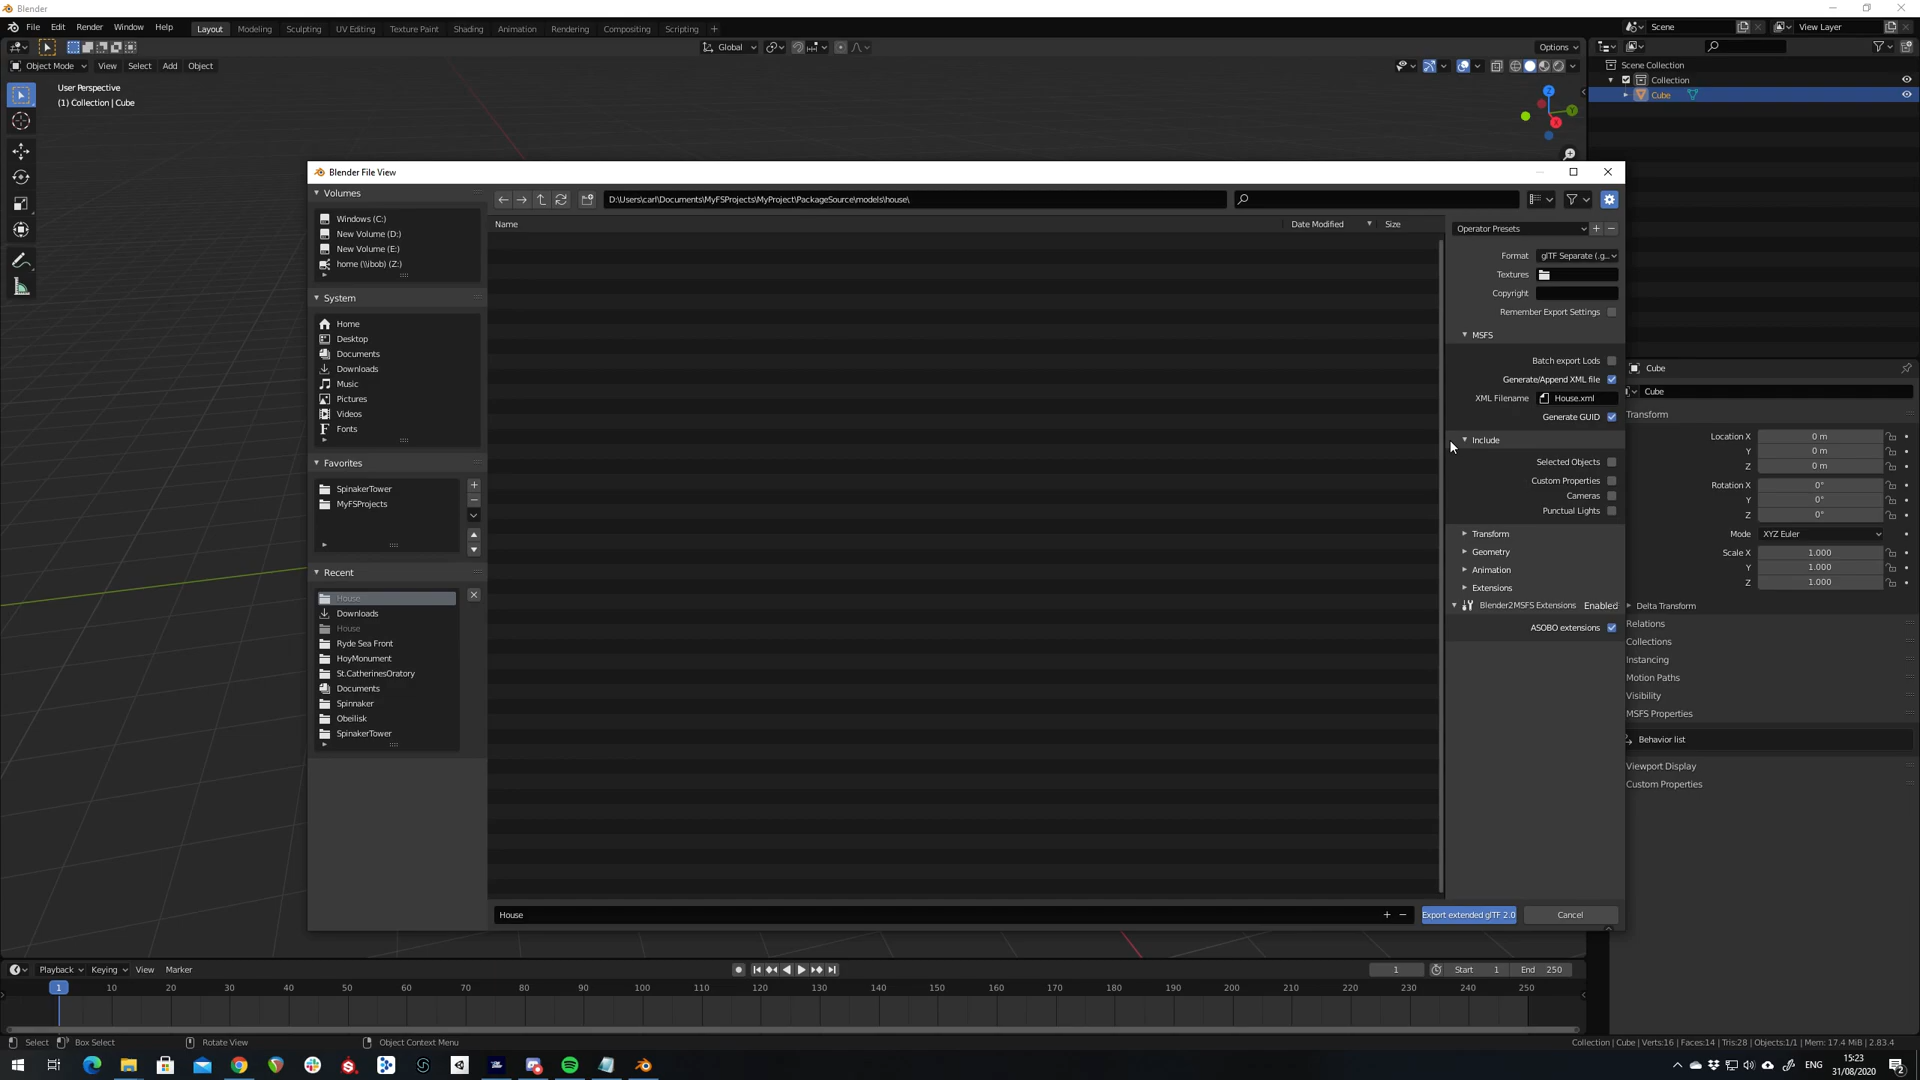 Blender
File Edit Render Window Help Layout Modeling Sculpting UV Editing Texture Paint Shading Animation Rendering Compositing Scripting + Scene View Layer
Global Options
Object Mode View Select Add Object
User Perspective
(1) Collection | Cube
Z
Y
X
Scene Collection
Collection
Cube
Blender File View
Volumes
Windows (C:)
New Volume (D:)
New Volume (E:)
home (\\ibob) (Z:)
System
Home
Desktop
Documents
Downloads
Music
Pictures
Videos
Fonts
Favorites
SpinakerTower
MyFSProjects
Recent
House
Downloads
House
Ryde Sea Front
HoyMonument
St.CatherinesOratory
Documents
Spinnaker
Obeilisk
SpinakerTower
D:\Users\carl\Documents\MyFSProjects\MyProject\PackageSource\models\house\
Name Date Modified Size
House
Export extended glTF 2.0 Cancel
Operator Presets
Format glTF Separate (.g...
Textures
Copyright
Remember Export Settings
MSFS
Batch export Lods
Generate/Append XML file
XML Filename House.xml
Generate GUID
Include
Selected Objects
Custom Properties
Cameras
Punctual Lights
Transform
Geometry
Animation
Extensions
Blender2MSFS Extensions Enabled
ASOBO extensions
Cube
Cube
Transform
Location X 0 m
Y 0 m
Z 0 m
Rotation X 0°
Y 0°
Z 0°
Mode XYZ Euler
Scale X 1.000
Y 1.000
Z 1.000
Delta Transform
Relations
Collections
Instancing
Motion Paths
Visibility
MSFS Properties
Behavior list
Viewport Display
Custom Properties
Playback Keying View Marker 1 Start 1 End 250
1 10 20 30 40 50 60 70 80 90 100 110 120 130 140 150 160 170 180 190 200 210 220 230 240 250
Select Box Select Rotate View Object Context Menu Collection | Cube | Verts:16 | Faces:14 | Tris:28 | Objects:1/1 | Mem: 17.4 MiB | 2.83.4
ENG 15:23
31/08/2020